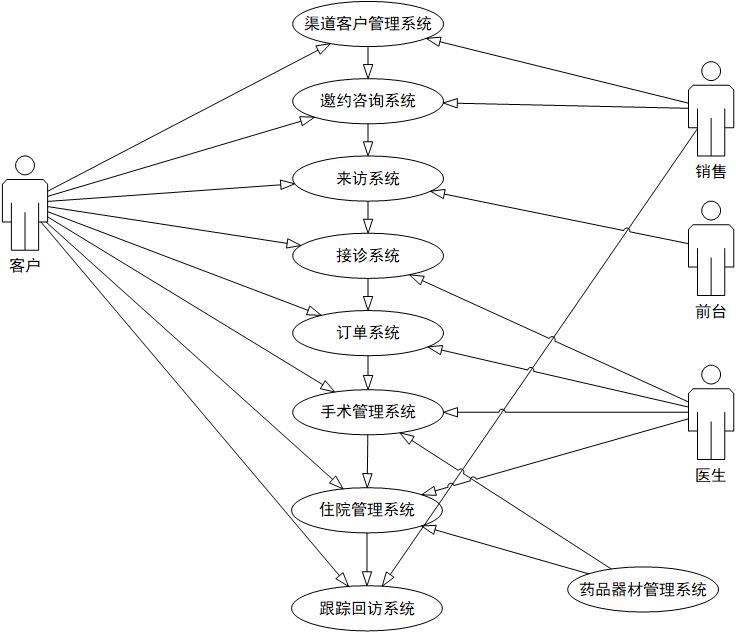 渠道客户管理系统
邀约咨询系统
销售
来访系统
客户
接诊系统
前台
订单系统
手术管理系统
医生
住院管理系统
药品器材管理系统
跟踪回访系统